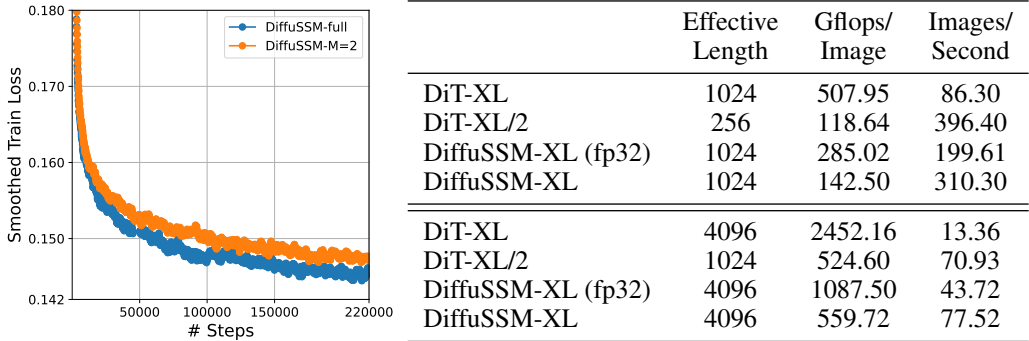 0.180
0.170
0.160
0.150
0.142
Smoothed Train Loss
DiffuSSM-full
DiffuSSM-M=2
50000 100000 150000 220000
# Steps
Effective Gflops/ Images/
Length Image Second
DiT-XL 1024 507.95 86.30
DiT-XL/2 256 118.64 396.40
DiffuSSM-XL (fp32) 1024 285.02 199.61
DiffuSSM-XL 1024 142.50 310.30
DiT-XL 4096 2452.16 13.36
DiT-XL/2 1024 524.60 70.93
DiffuSSM-XL (fp32) 4096 1087.50 43.72
DiffuSSM-XL 4096 559.72 77.52